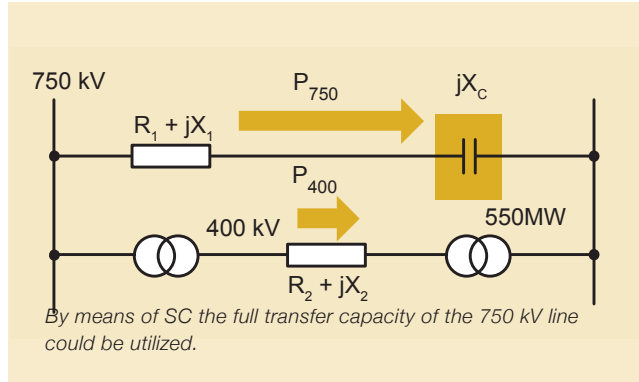 750 kV
P750
jXC
R1 + jX1
P400
400 kV
550MW
R2 + jX2
By means of SC the full transfer capacity of the 750 kV line
could be utilized.